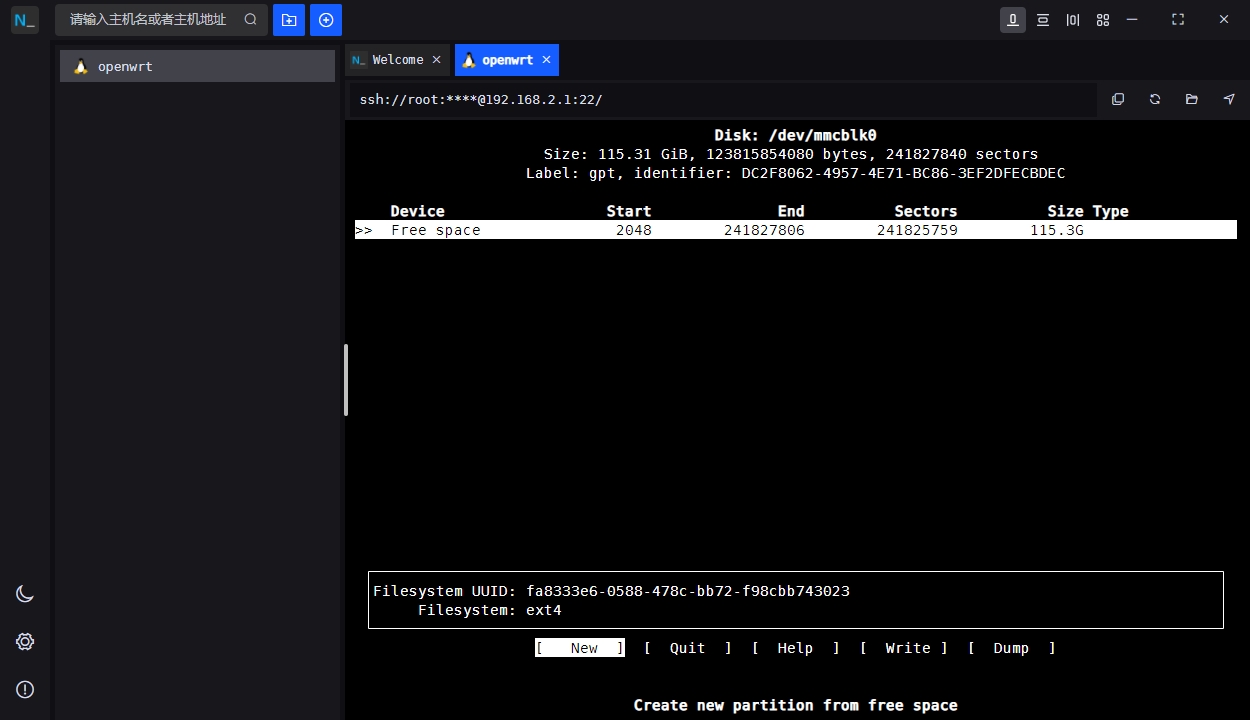 N_ 请输入主机名或者主机地址
openwrt
N_ Welcome × openwrt ×
ssh://root:****@192.168.2.1:22/
Disk: /dev/mmcblk0
Size: 115.31 GiB, 123815854080 bytes, 241827840 sectors
Label: gpt, identifier: DC2F8062-4957-4E71-BC86-3EF2DFECBDEC
Device Start End Sectors Size Type
>> Free space 2048 241827806 241825759 115.3G
Filesystem UUID: fa8333e6-0588-478c-bb72-f98cbb743023
Filesystem: ext4
[ New ] [ Quit ] [ Help ] [ Write ] [ Dump ]
Create new partition from free space